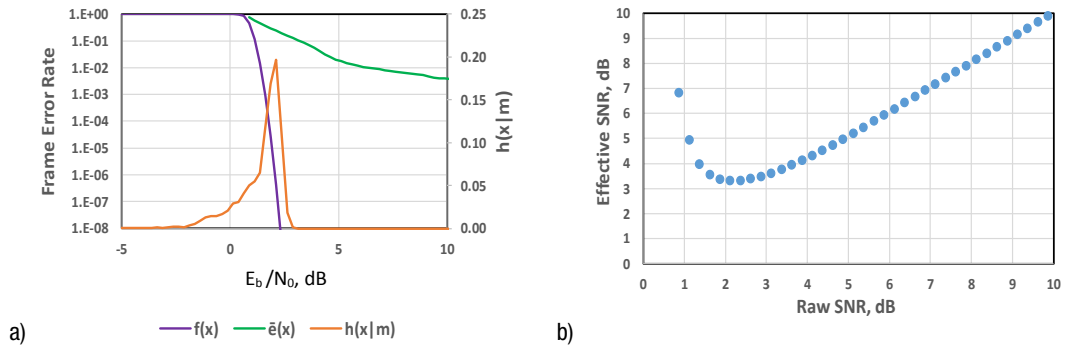 Frame Error Rate
1.E+00
1.E-01
1.E-02
1.E-03
1.E-04
1.E-05
1.E-06
1.E-07
1.E-08
-5
0
5
10
E_b/N_0, dB
0.25
0.20
0.15
0.10
0.05
0.00
h(x|m)
a)
f(x)
ē(x)
h(x|m)
Effective SNR, dB
10
9
8
7
6
5
4
3
2
1
0
0
1
2
3
4
5
6
7
8
9
10
Raw SNR, dB
b)